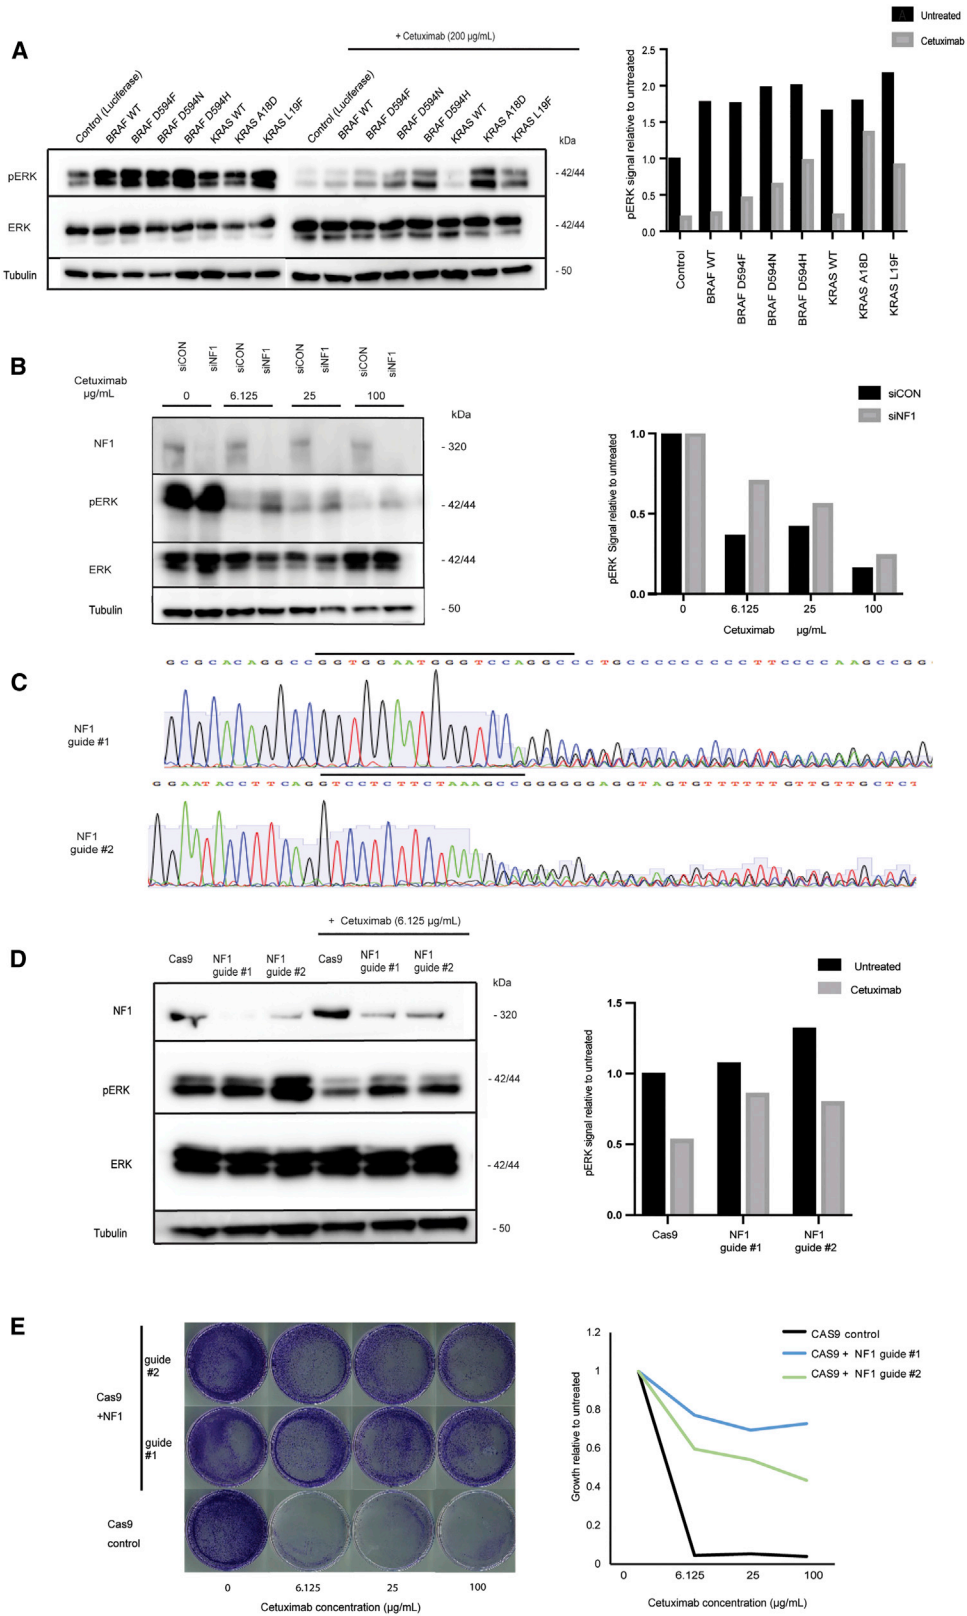 A
+ Cetuximab (200 µg/mL)
Control (Luciferase)
BRAF WT
BRAF D594F
BRAF D594N
BRAF D594H
KRAS WT
KRAS A18D
KRAS L19F
Control (Luciferase)
BRAF WT
BRAF D594F
BRAF D594N
BRAF D594H
KRAS WT
KRAS A18D
KRAS L19F
kDa
pERK
- 42/44
ERK
- 42/44
Tubulin
- 50
Untreated
Cetuximab
pERK signal relative to untreated
2.5
2.0
1.5
1.0
0.5
0.0
Control
BRAF WT
BRAF D594F
BRAF D594N
BRAF D594H
KRAS WT
KRAS A18D
KRAS L19F
B
siCON
siNF1
siCON
siNF1
siCON
siNF1
siCON
siNF1
Cetuximab
µg/mL
0
6.125
25
100
kDa
NF1
- 320
pERK
- 42/44
ERK
- 42/44
Tubulin
- 50
siCON
siNF1
pERK Signal relative to untreated
1.0
0.5
0.0
0
6.125
25
100
Cetuximab µg/mL
C
G C G C A C A G G C C G G T G G A A T G G G T C C A G G C C C T G C C C C C C C C C T T C C C C A A G C C G G
NF1
guide #1
G G A A T A C C T T C A G G T C C T C T T C T A A A G C C G G G G G G A G G T A G T G T T T T T T G T T G T T G C T C T
NF1
guide #2
D
+ Cetuximab (6.125 µg/mL)
Cas9
NF1
guide #1
NF1
guide #2
Cas9
NF1
guide #1
NF1
guide #2
kDa
NF1
- 320
pERK
- 42/44
ERK
- 42/44
Tubulin
- 50
Untreated
Cetuximab
pERK signal relative to untreated
1.5
1.0
0.5
0.0
Cas9
NF1
guide #1
NF1
guide #2
E
Cas9
+NF1
guide
#2
guide
#1
Cas9
control
0
6.125
25
100
Cetuximab concentration (µg/mL)
CAS9 control
CAS9 + NF1 guide #1
CAS9 + NF1 guide #2
Growth relative to untreated
1.2
1
0.8
0.6
0.4
0.2
0
0
6.125
25
100
Cetuximab concentration (µg/mL)